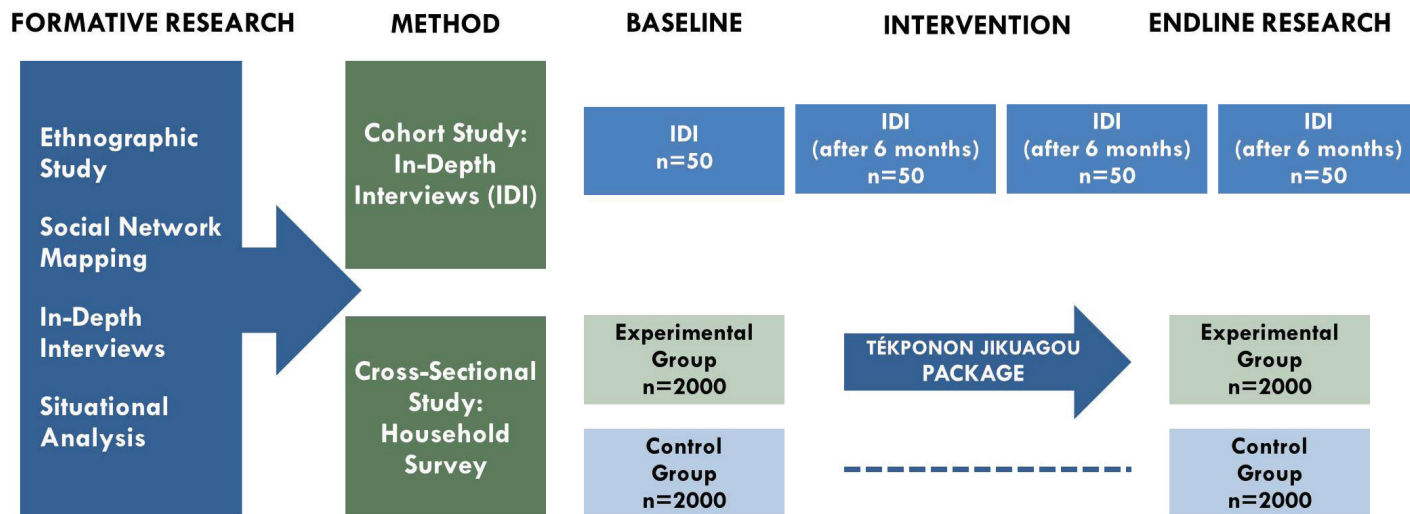 FORMATIVE RESEARCH
METHOD
BASELINE
INTERVENTION
ENDLINE RESEARCH
Ethnographic
Study
Social Network
Mapping
In-Depth
Interviews
Situational
Analysis
Cohort Study:
In-Depth
Interviews (IDI)
IDI
n=50
IDI
(after 6 months)
n=50
IDI
(after 6 months)
n=50
IDI
(after 6 months)
n=50
Cross-Sectional
Study:
Household
Survey
Experimental
Group
n=2000
TÉKPONON JIKUAGOU
PACKAGE
Experimental
Group
n=2000
Control
Group
n=2000
Control
Group
n=2000